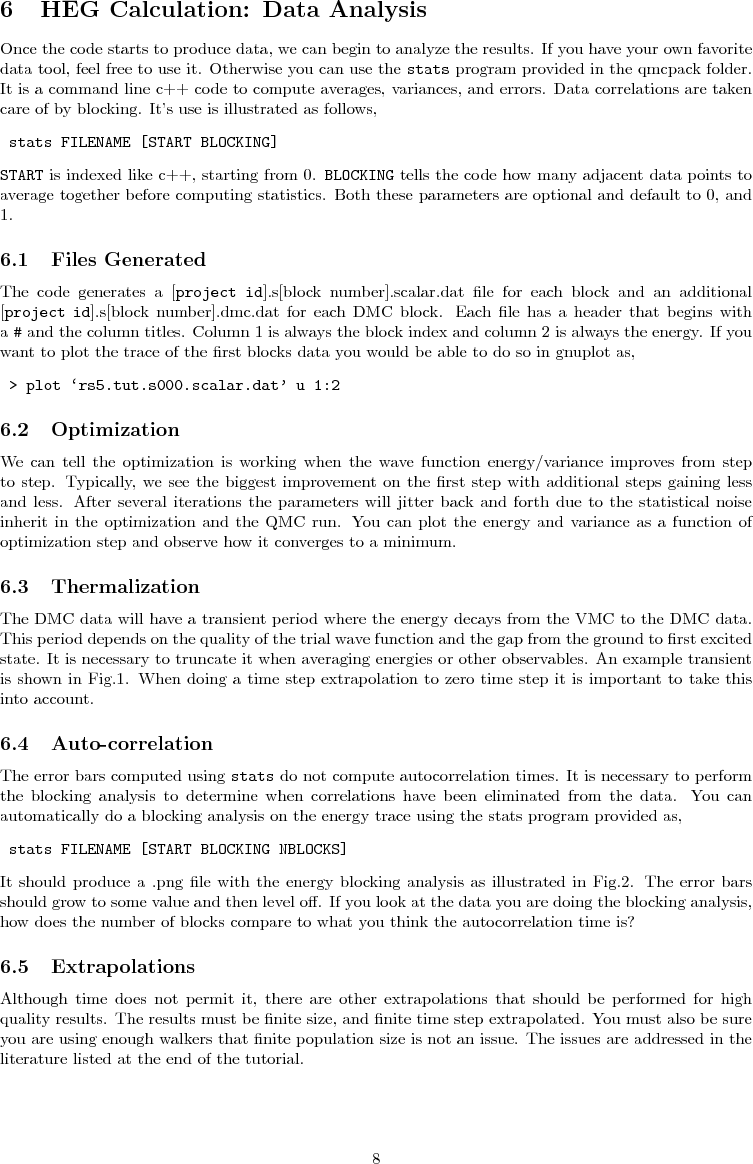 6 HEG Calculation: Data Analysis
Once the code starts to produce data, we can begin to analyze the results. If you have your own favorite
data tool, feel free to use it. Otherwise you can use the stats program provided in the qmcpack folder.
It is a command line c++ code to compute averages, variances, and errors. Data correlations are taken
care of by blocking. It's use is illustrated as follows,
stats FILENAME [START BLOCKING]
START is indexed like c++, starting from 0. BLOCKING tells the code how many adjacent data points to
average together before computing statistics. Both these parameters are optional and default to 0, and
1.
6.1 Files Generated
The code generates a [project id].s[block number].scalar.dat file for each block and an additional
[project id].s[block number].dmc.dat for each DMC block. Each file has a header that begins with
a # and the column titles. Column 1 is always the block index and column 2 is always the energy. If you
want to plot the trace of the first blocks data you would be able to do so in gnuplot as,
> plot ‘rs5.tut.s000.scalar.dat’ u 1:2
6.2 Optimization
We can tell the optimization is working when the wave function energy/variance improves from step
to step. Typically, we see the biggest improvement on the first step with additional steps gaining less
and less. After several iterations the parameters will jitter back and forth due to the statistical noise
inherit in the optimization and the QMC run. You can plot the energy and variance as a function of
optimization step and observe how it converges to a minimum.
6.3 Thermalization
The DMC data will have a transient period where the energy decays from the VMC to the DMC data.
This period depends on the quality of the trial wave function and the gap from the ground to first excited
state. It is necessary to truncate it when averaging energies or other observables. An example transient
is shown in Fig.1. When doing a time step extrapolation to zero time step it is important to take this
into account.
6.4 Auto-correlation
The error bars computed using stats do not compute autocorrelation times. It is necessary to perform
the blocking analysis to determine when correlations have been eliminated from the data. You can
automatically do a blocking analysis on the energy trace using the stats program provided as,
stats FILENAME [START BLOCKING NBLOCKS]
It should produce a .png file with the energy blocking analysis as illustrated in Fig.2. The error bars
should grow to some value and then level off. If you look at the data you are doing the blocking analysis,
how does the number of blocks compare to what you think the autocorrelation time is?
6.5 Extrapolations
Although time does not permit it, there are other extrapolations that should be performed for high
quality results. The results must be finite size, and finite time step extrapolated. You must also be sure
you are using enough walkers that finite population size is not an issue. The issues are addressed in the
literature listed at the end of the tutorial.
8